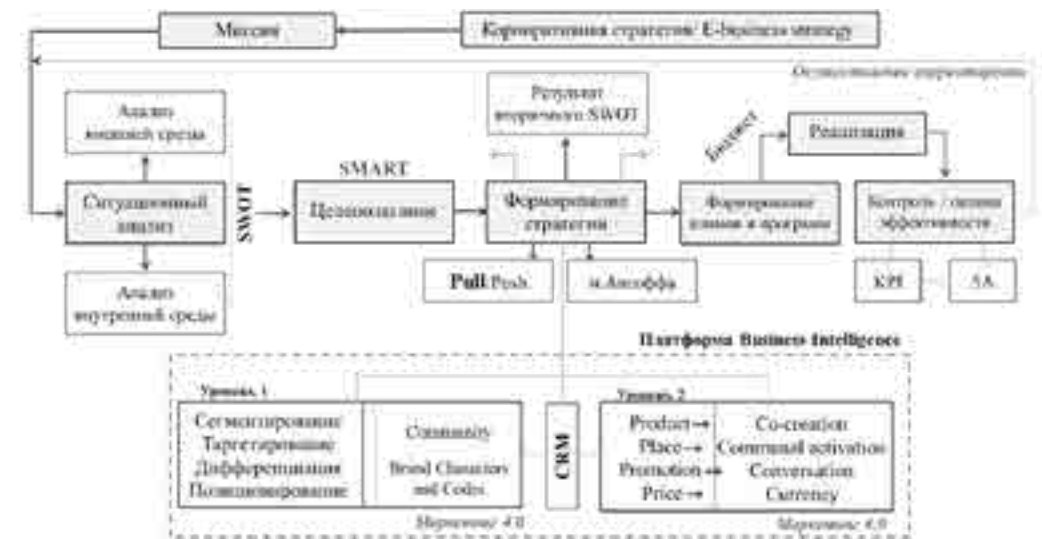 Миссия
Корпоративная стратегия/ E-business strategy
Осуществление корректировки
Анализ
внешней среды
Результат
вторичного SWOT
Бюджет
Реализация
SMART
Ситуационный
анализ
SWOT
Целеполагание
Формирование
стратегии
Формирование
планов и программ
Контроль / оценка
эффективности
Анализ
внутренней среды
Pull Push
м.Ансоффа
KPI
5A
Платформа Business Intelligence
Уровень 1
Уровень 2
Сегментирование
Таргетирование
Дифференциация
Позиционирование
Community
Brand Characters
and Codes
CRM
Product→ Co-creation
Place→ Communal activation
Promotion→ Conversation
Price→ Currency
Маркетинг 4.0
Маркетинг 4.0